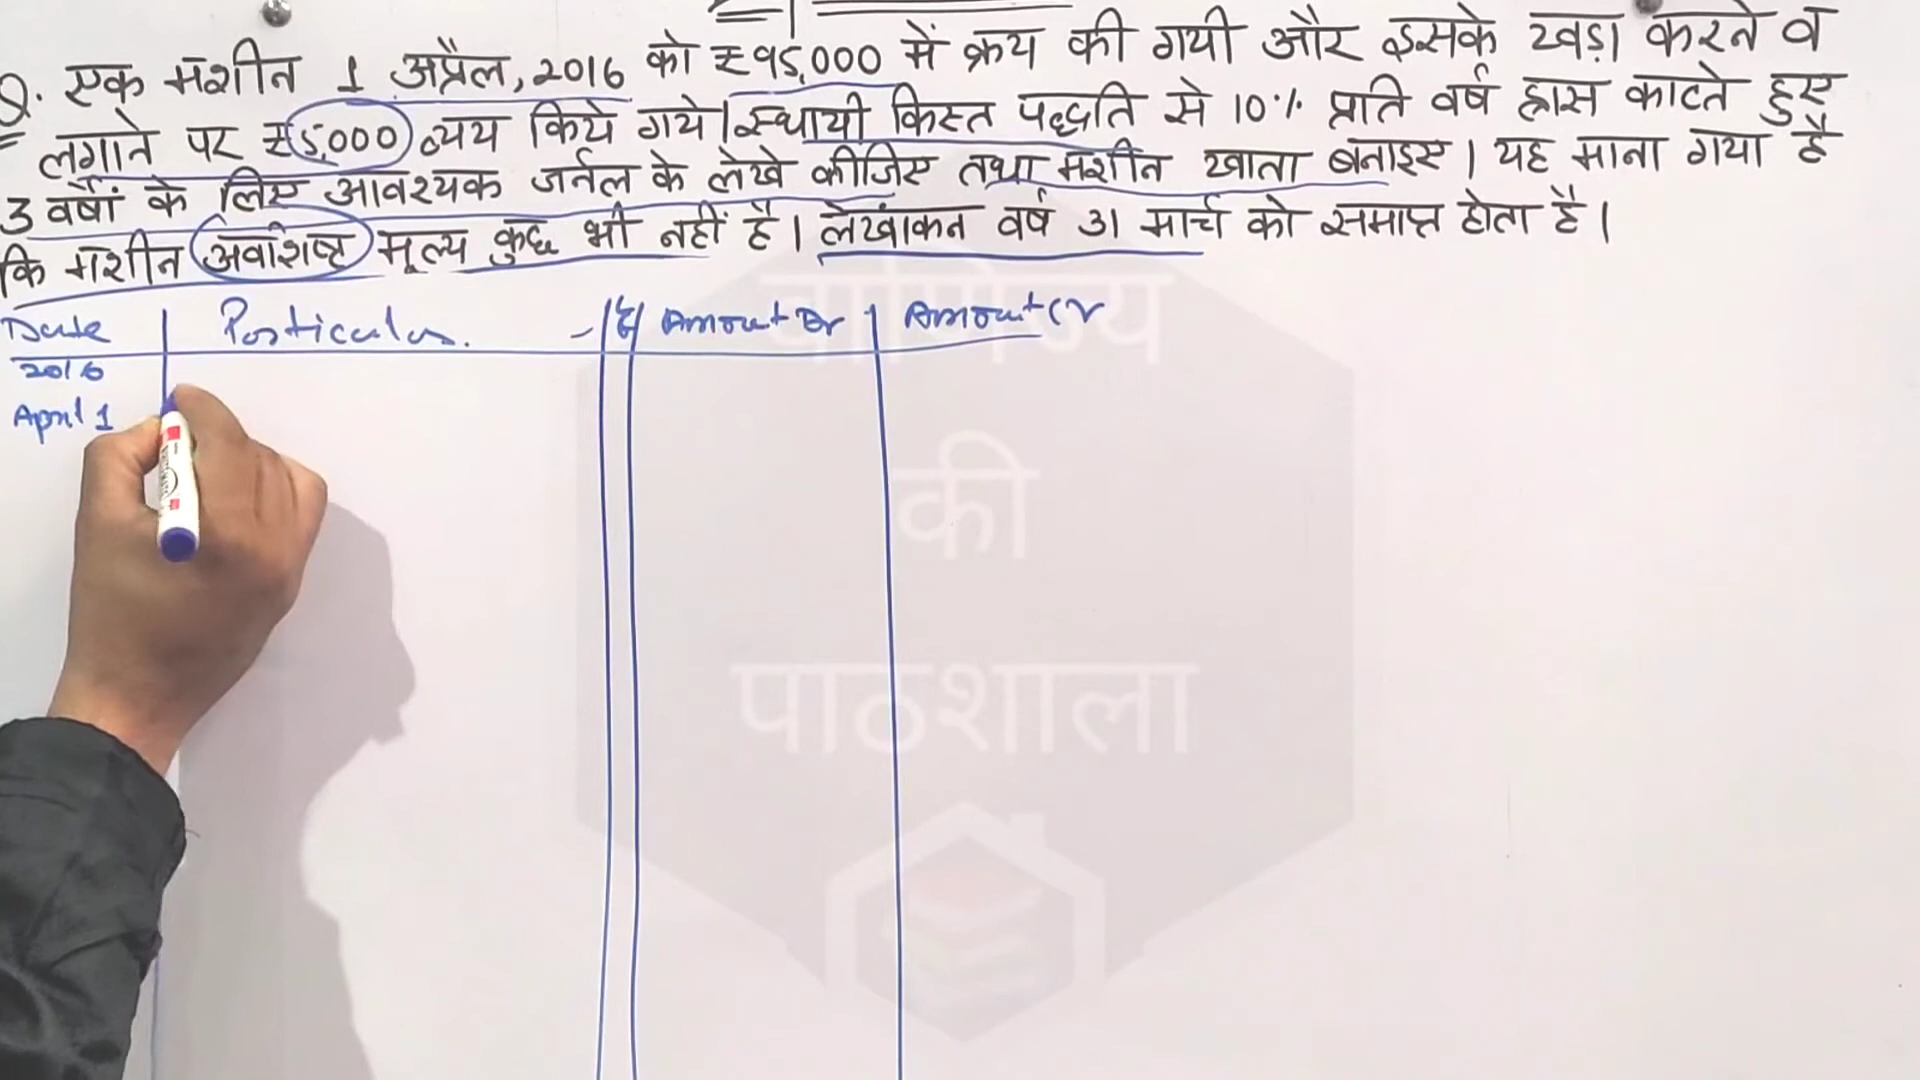 Q. एक मशीन 1 अप्रैल, 2016 को ₹95,000 में क्रय की गयी और इसके खड़ा करने व
लगाने पर ₹5,000 व्यय किये गये। स्थायी किस्त पद्धति से 10% प्रति वर्ष ह्रास काटते हुए
3 वर्षों के लिए आवश्यक जर्नल के लेखे कीजिए तथा मशीन खाता बनाइए। यह माना गया है
कि मशीन अवशिष्ट मूल्य कुछ भी नहीं है। लेखांकन वर्ष 31 मार्च को समाप्त होता है।
Date Particulars Amount Dr Amount Cr
2016
April 1
वाणिज्य
की
पाठशाला